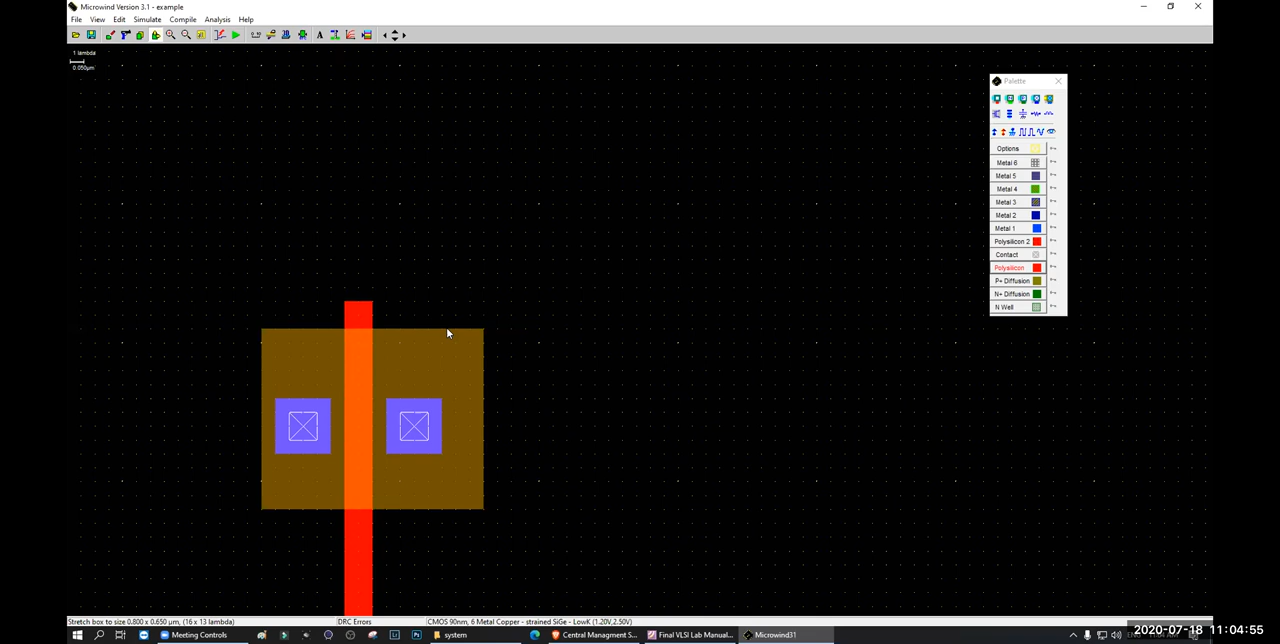 Microwind Version 3.1 - example
File View Edit Simulate Compile Analysis Help
1 lambda
0.050µm
Palette
Options
Metal 6
Metal 5
Metal 4
Metal 3
Metal 2
Metal 1
Polysilicon 2
Contact
Polysilicon
P+ Diffusion
N+ Diffusion
N Well
Stretch box to size 0.800 x 0.650 µm, (16 x 13 lambda) DRC Errors CMOS 90nm, 6 Metal Copper - strained SiGe - LowK (1.20V,2.50V)
Meeting Controls system Central Managment S... Final VLSI Lab Manual... Microwind31
2020-07-18 11:04:55